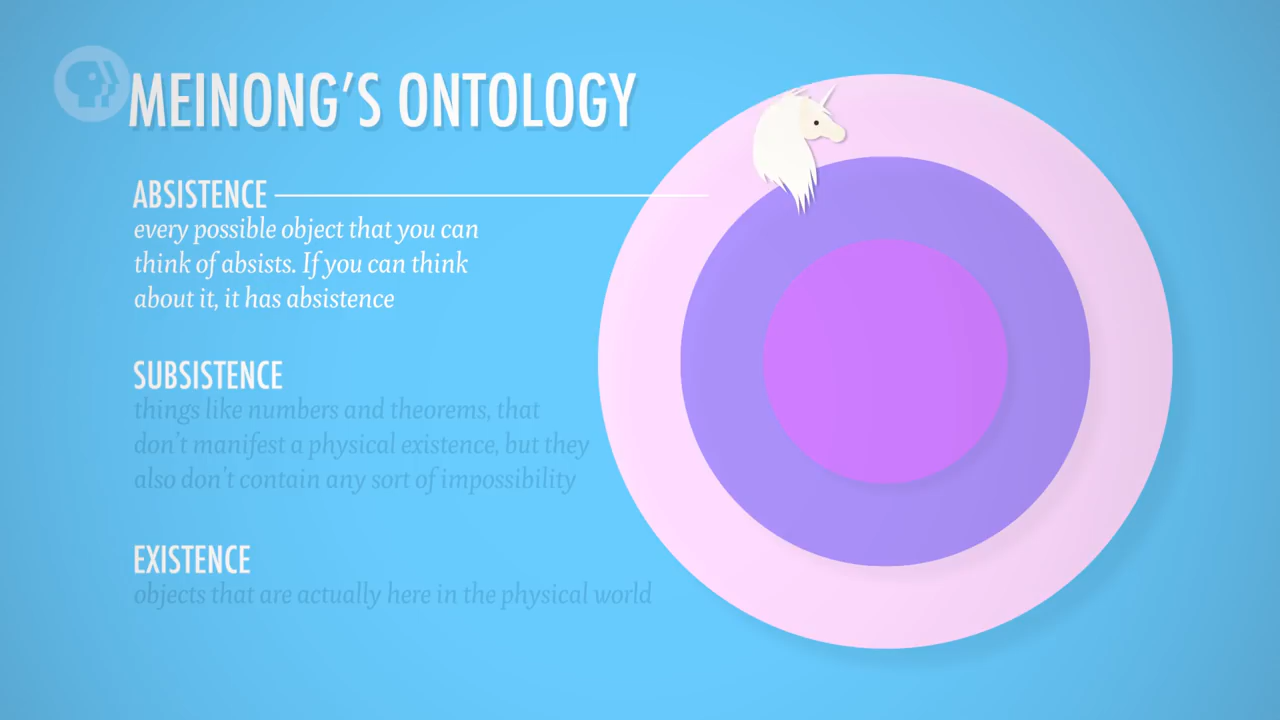 MEINONG'S ONTOLOGY
ABSISTENCE
every possible object that you can
think of absists. If you can think
about it, it has absistence
SUBSISTENCE
things like numbers and theorems, that
don't manifest a physical existence, but they
also don't contain any sort of impossibility
EXISTENCE
objects that are actually here in the physical world